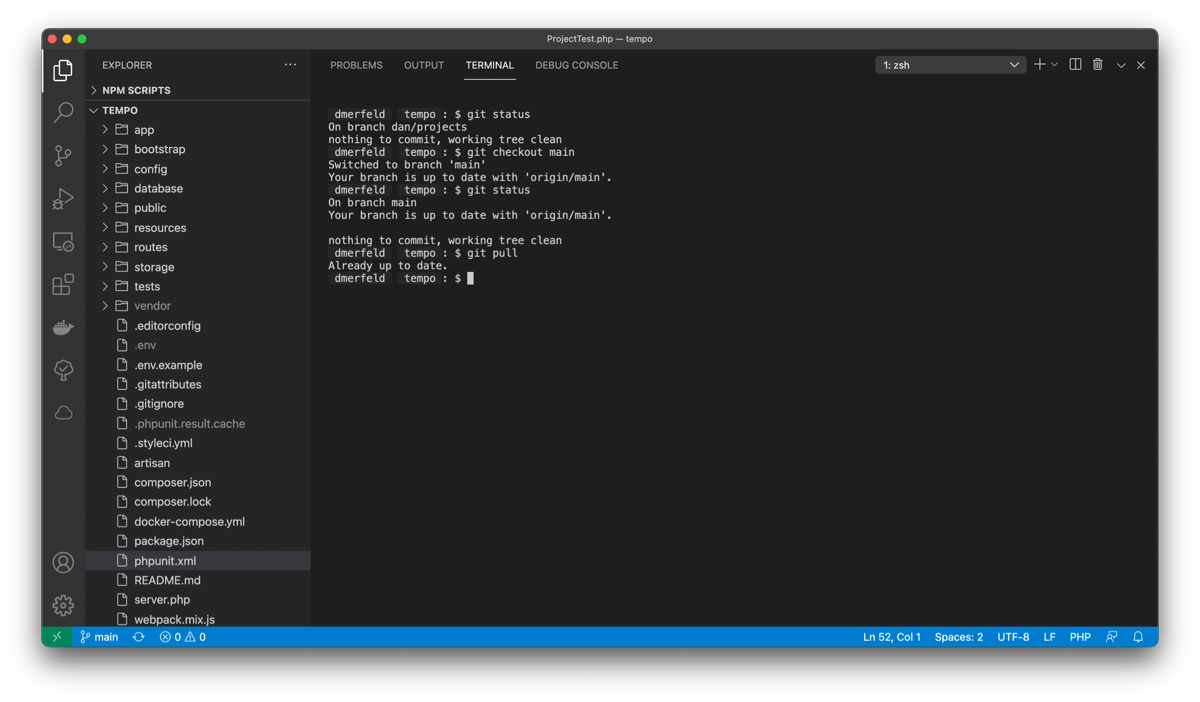 ProjectTest.php — tempo
EXPLORER
NPM SCRIPTS
TEMPO
app
bootstrap
config
database
public
resources
routes
storage
tests
vendor
.editorconfig
.env
.env.example
.gitattributes
.gitignore
.phpunit.result.cache
.styleci.yml
artisan
composer.json
composer.lock
docker-compose.yml
package.json
phpunit.xml
README.md
server.php
webpack.mix.js
PROBLEMS OUTPUT TERMINAL DEBUG CONSOLE 1: zsh
dmerfeld tempo : $ git status
On branch dan/projects
nothing to commit, working tree clean
dmerfeld tempo : $ git checkout main
Switched to branch 'main'
Your branch is up to date with 'origin/main'.
dmerfeld tempo : $ git status
On branch main
Your branch is up to date with 'origin/main'.
nothing to commit, working tree clean
dmerfeld tempo : $ git pull
Already up to date.
dmerfeld tempo : $
main 0 0 Ln 52, Col 1 Spaces: 2 UTF-8 LF PHP